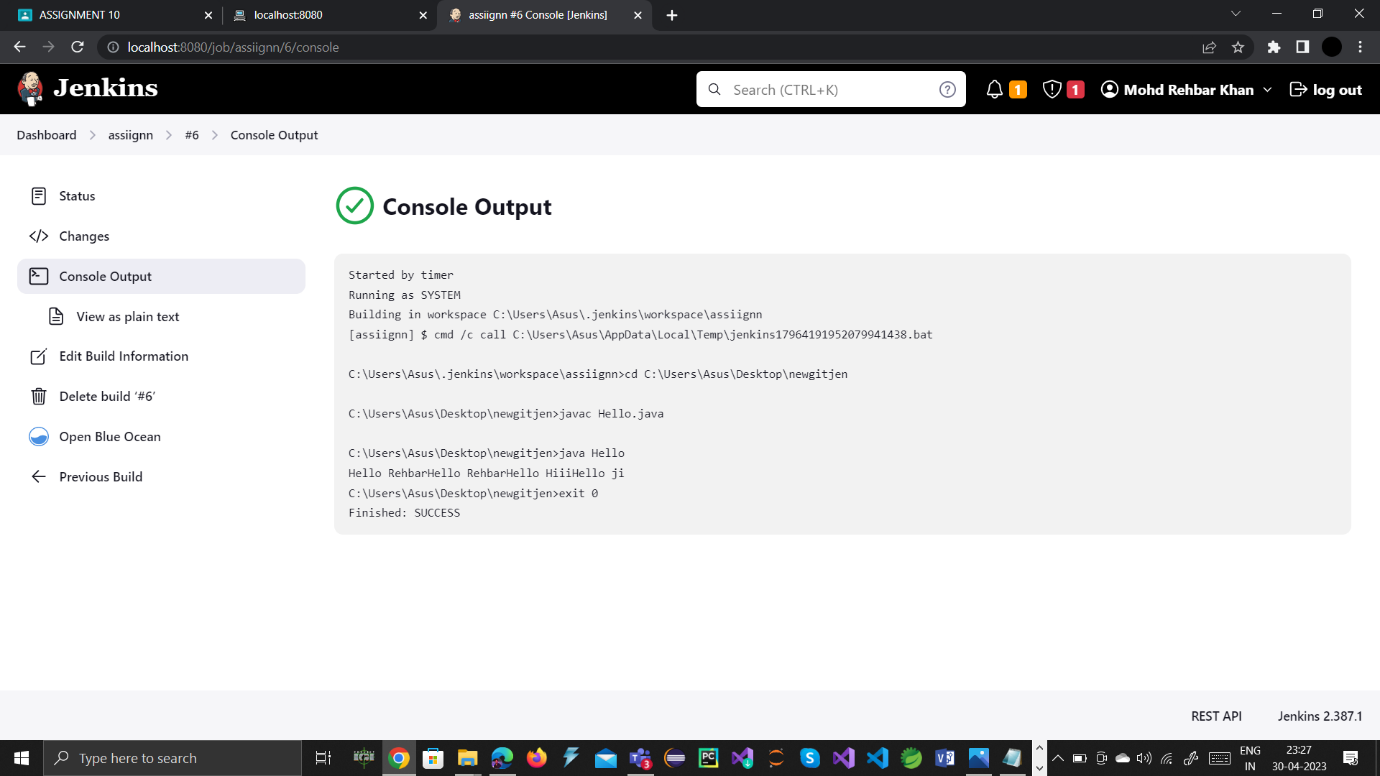 ASSIGNMENT 10
localhost:8080
assiignn #6 Console [Jenkins]
localhost:8080/job/assiignn/6/console
Jenkins
Search (CTRL+K)
?
1
1
Mohd Rehbar Khan
log out
Dashboard
assiignn
#6
Console Output
Status
Changes
Console Output
View as plain text
Edit Build Information
Delete build '#6'
Open Blue Ocean
Previous Build
Console Output
Started by timer
Running as SYSTEM
Building in workspace C:\Users\Asus\.jenkins\workspace\assiignn
[assiignn] $ cmd /c call C:\Users\Asus\AppData\Local\Temp\jenkins17964191952079941438.bat
C:\Users\Asus\.jenkins\workspace\assiignn>cd C:\Users\Asus\Desktop\newgitjen
C:\Users\Asus\Desktop\newgitjen>javac Hello.java
C:\Users\Asus\Desktop\newgitjen>java Hello
Hello RehbarHello RehbarHello HiiiHello ji
C:\Users\Asus\Desktop\newgitjen>exit 0
Finished: SUCCESS
REST API
Jenkins 2.387.1
Type here to search
3
PC
ENG
IN
23:27
30-04-2023